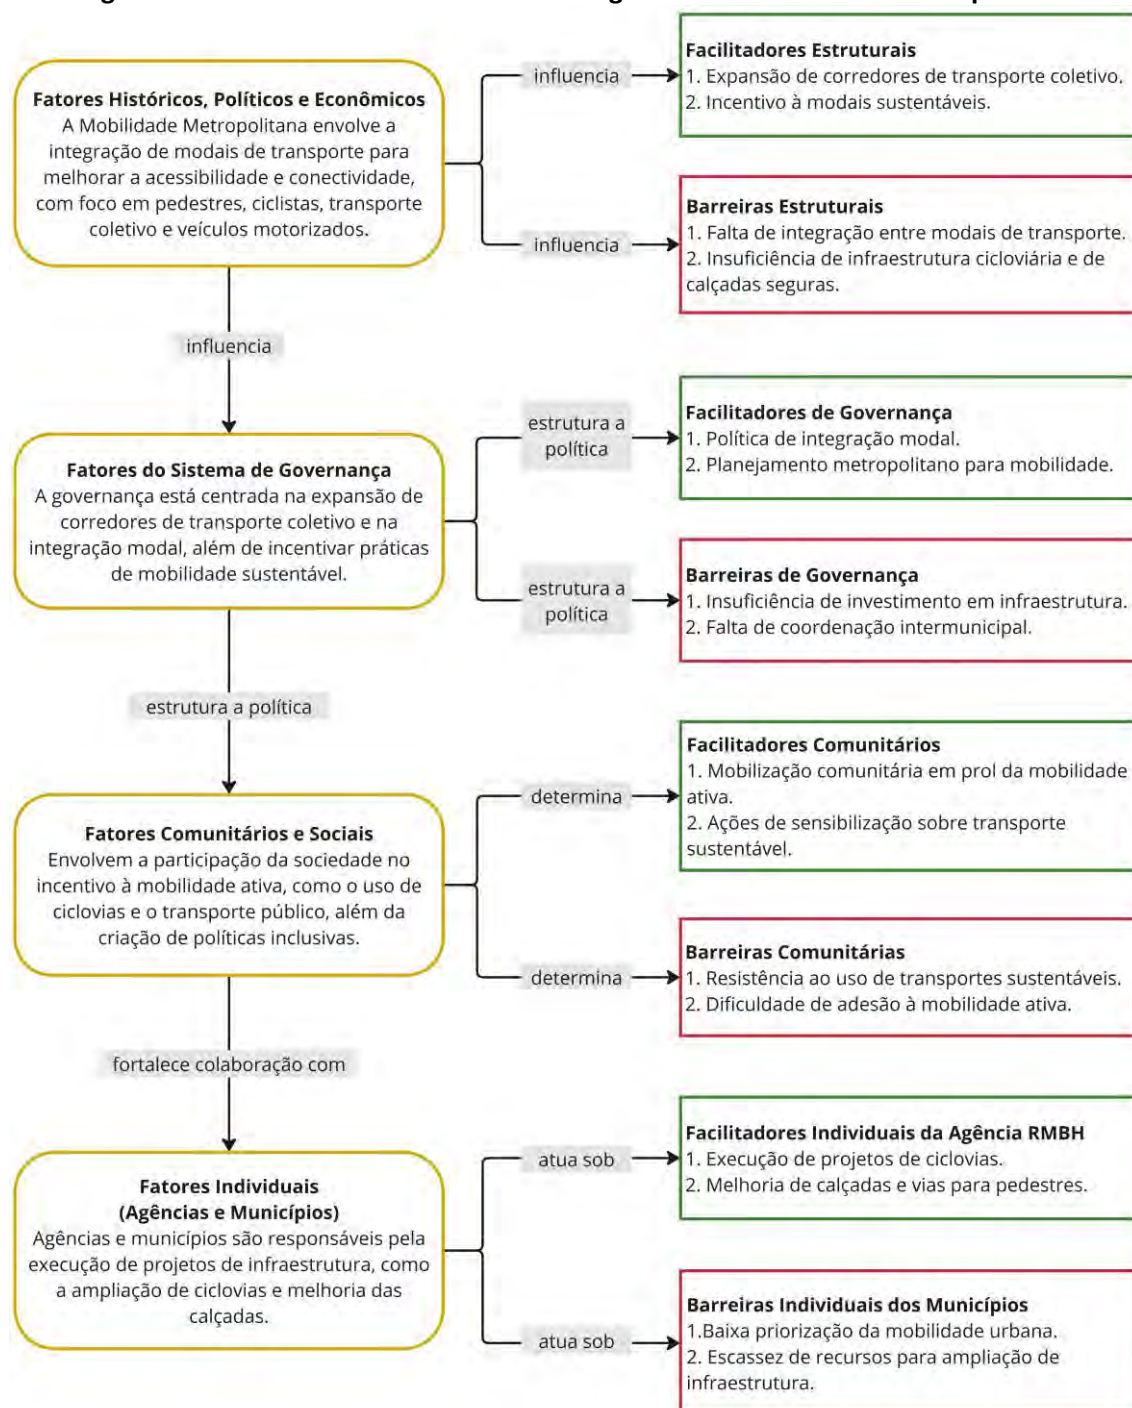 Fatores Históricos, Políticos e Econômicos
A Mobilidade Metropolitana envolve a
integração de modais de transporte para
melhorar a acessibilidade e conectividade,
com foco em pedestres, ciclistas, transporte
coletivo e veículos motorizados.
influencia
Facilitadores Estruturais
1. Expansão de corredores de transporte coletivo.
2. Incentivo à modais sustentáveis.
influencia
Barreiras Estruturais
1. Falta de integração entre modais de transporte.
2. Insuficiência de infraestrutura cicloviária e de
calçadas seguras.
influencia
Fatores do Sistema de Governança
A governança está centrada na expansão de
corredores de transporte coletivo e na
integração modal, além de incentivar práticas
de mobilidade sustentável.
estrutura a
política
Facilitadores de Governança
1. Política de integração modal.
2. Planejamento metropolitano para mobilidade.
estrutura a
política
Barreiras de Governança
1. Insuficiência de investimento em infraestrutura.
2. Falta de coordenação intermunicipal.
estrutura a política
Fatores Comunitários e Sociais
Envolvem a participação da sociedade no
incentivo à mobilidade ativa, como o uso de
ciclovias e o transporte público, além da
criação de políticas inclusivas.
determina
Facilitadores Comunitários
1. Mobilização comunitária em prol da mobilidade
ativa.
2. Ações de sensibilização sobre transporte
sustentável.
determina
Barreiras Comunitárias
1. Resistência ao uso de transportes sustentáveis.
2. Dificuldade de adesão à mobilidade ativa.
fortalece colaboração com
Fatores Individuais
(Agências e Municípios)
Agências e municípios são responsáveis pela
execução de projetos de infraestrutura, como
a ampliação de ciclovias e melhoria das
calçadas.
atua sob
Facilitadores Individuais da Agência RMBH
1. Execução de projetos de ciclovias.
2. Melhoria de calçadas e vias para pedestres.
atua sob
Barreiras Individuais dos Municípios
1.Baixa priorização da mobilidade urbana.
2. Escassez de recursos para ampliação de
infraestrutura.